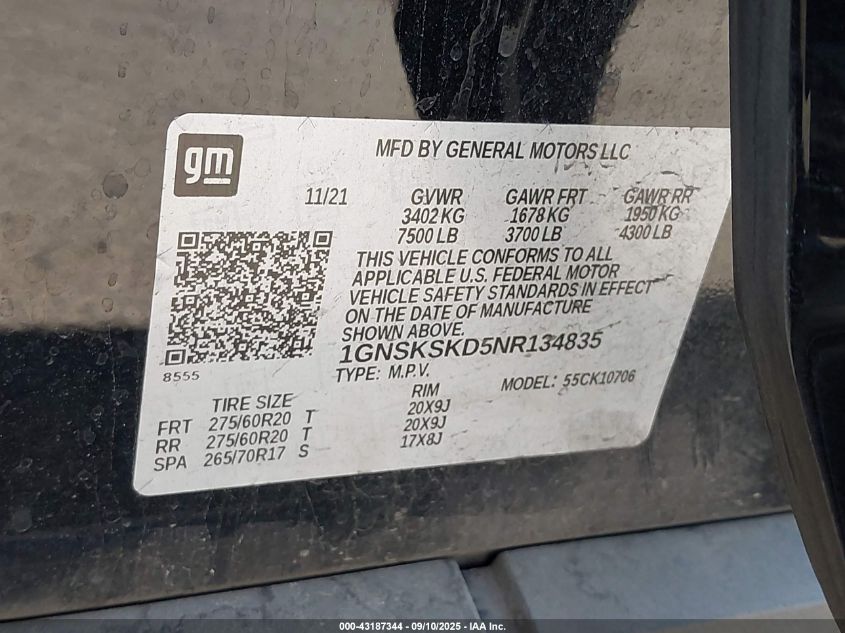 gm
MFD BY GENERAL MOTORS LLC
11/21 GVWR GAWR FRT GAWR RR
3402 KG 1678 KG 1950 KG
7500 LB 3700 LB 4300 LB
THIS VEHICLE CONFORMS TO ALL
APPLICABLE U.S. FEDERAL MOTOR
VEHICLE SAFETY STANDARDS IN EFFECT
ON THE DATE OF MANUFACTURE
SHOWN ABOVE.
1GNSKSKD5NR134835
8555
TYPE: M.P.V. MODEL: 55CK10706
TIRE SIZE RIM
FRT 275/60R20 T 20X9J
RR 275/60R20 T 20X9J
SPA 265/70R17 S 17X8J
000-43187344 - 09/10/2025 - IAA Inc.